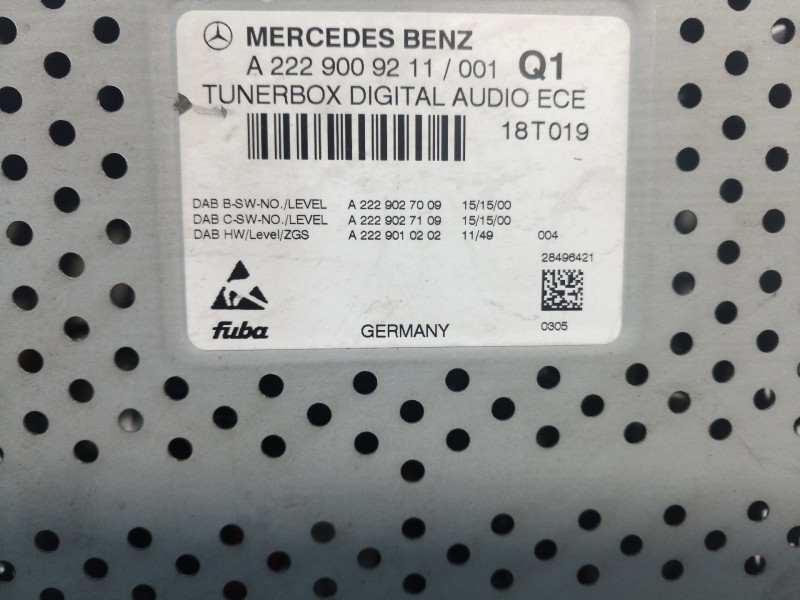 MERCEDES BENZ
A 222 900 92 11 / 001 Q1
TUNERBOX DIGITAL AUDIO ECE
18T019
DAB B-SW-NO./LEVEL A 222 902 70 09 15/15/00
DAB C-SW-NO./LEVEL A 222 902 71 09 15/15/00
DAB HW/Level/ZGS A 222 901 02 02 11/49 004
28496421
fuba GERMANY 0305